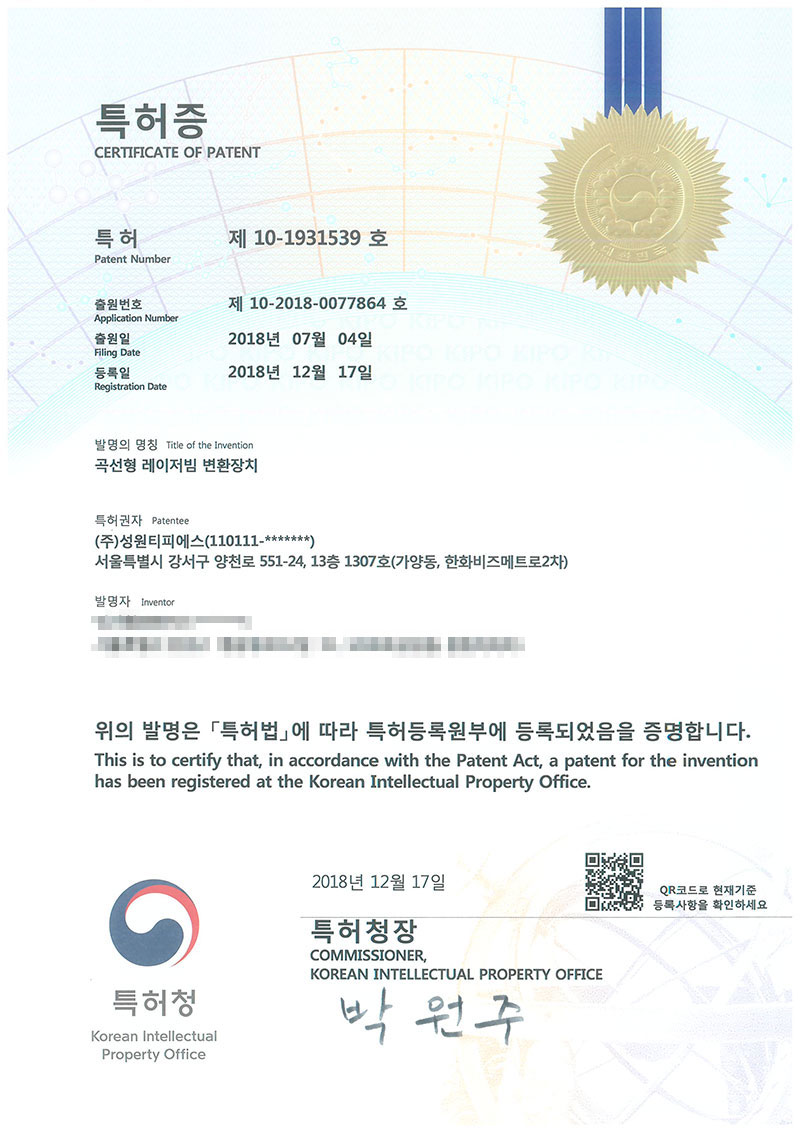 특허증
CERTIFICATE OF PATENT
특허 제 10-1931539 호
Patent Number
출원번호 제 10-2018-0077864 호
Application Number
출원일 2018년 07월 04일
Filing Date
등록일 2018년 12월 17일
Registration Date
발명의 명칭 Title of the Invention
곡선형 레이저빔 변환장치
특허권자 Patentee
(주)성원티피에스(110111-*******)
서울특별시 강서구 양천로 551-24, 13층 1307호(가양동, 한화비즈메트로2차)
발명자 Inventor
위의 발명은 「특허법」에 따라 특허등록원부에 등록되었음을 증명합니다.
This is to certify that, in accordance with the Patent Act, a patent for the invention
has been registered at the Korean Intellectual Property Office.
2018년 12월 17일
QR코드로 현재기준
등록사항을 확인하세요
특허청장
COMMISSIONER,
KOREAN INTELLECTUAL PROPERTY OFFICE
박 원 주
특허청
Korean Intellectual
Property Office
KIPO KIPO KIPO KIPO KIPO